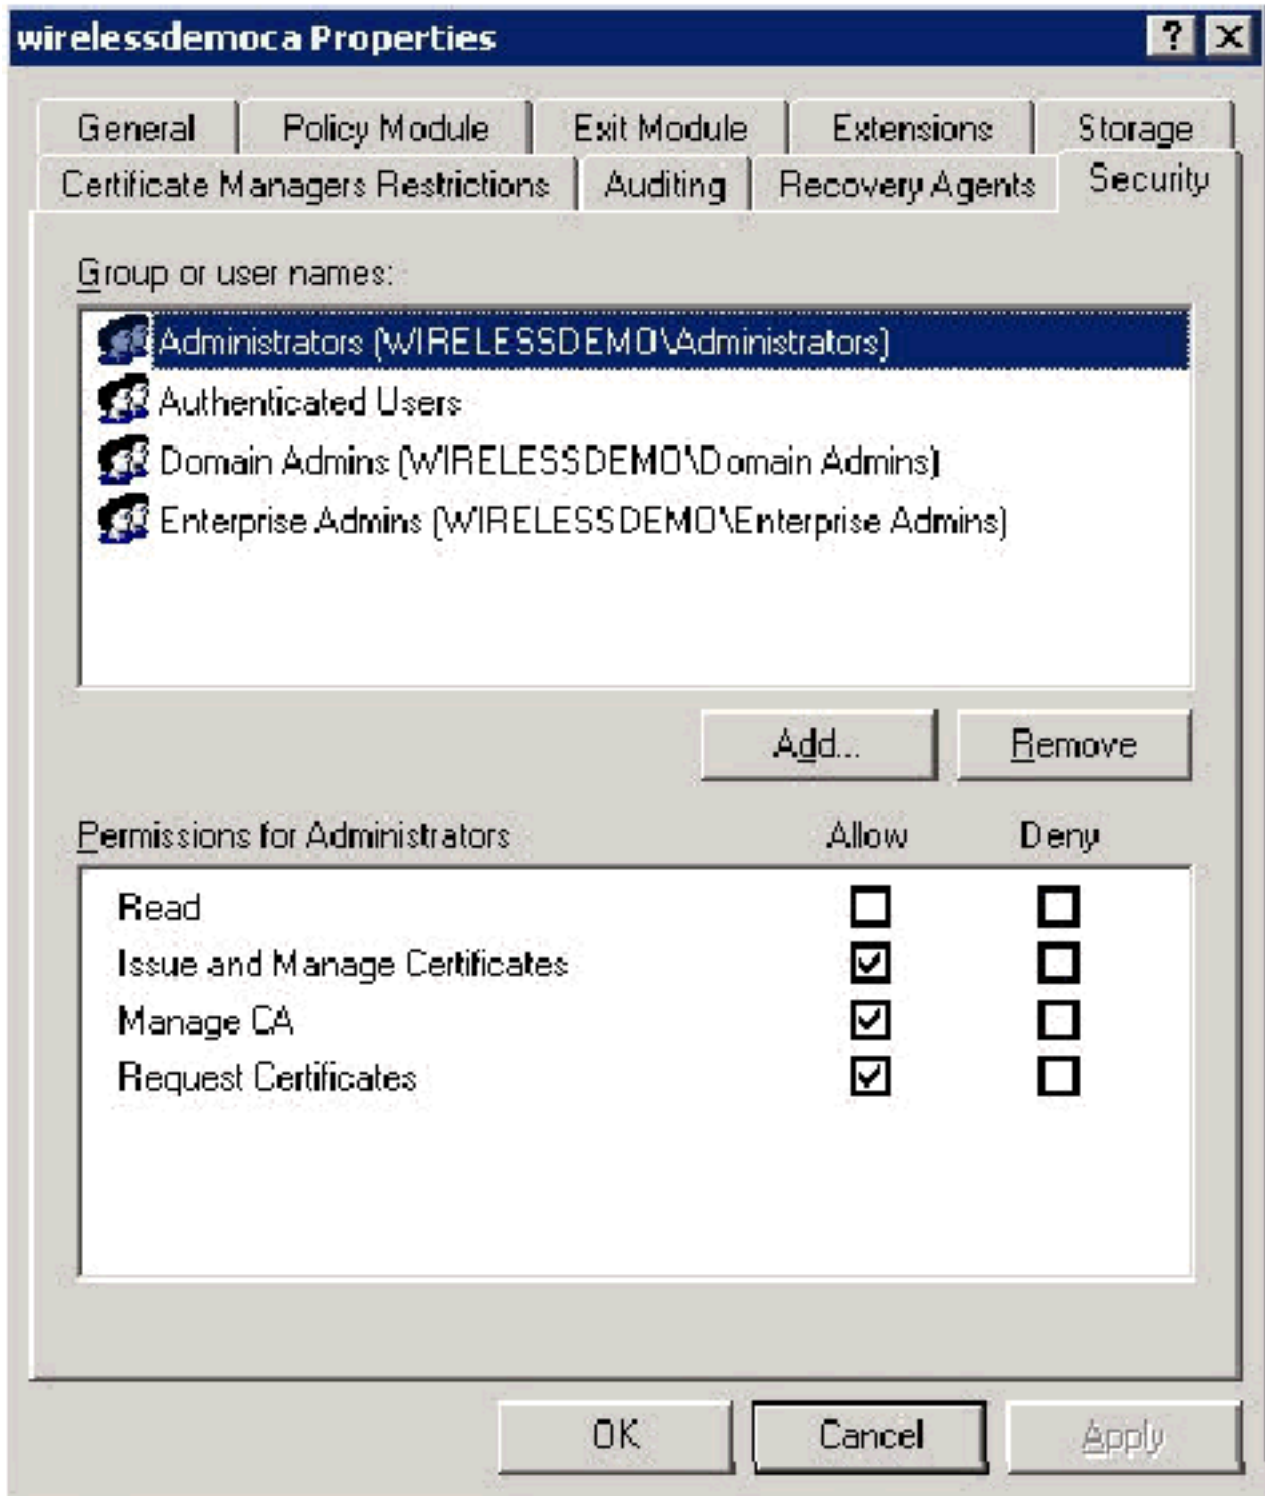 wirelessdemoca Properties
General Policy Module Exit Module Extensions Storage
Certificate Managers Restrictions Auditing Recovery Agents Security
Group or user names:
Administrators (WIRELESSDEMO\Administrators)
Authenticated Users
Domain Admins (WIRELESSDEMO\Domain Admins)
Enterprise Admins (WIRELESSDEMO\Enterprise Admins)
Add... Remove
Permissions for Administrators Allow Deny
Read
Issue and Manage Certificates
Manage CA
Request Certificates
OK Cancel Apply